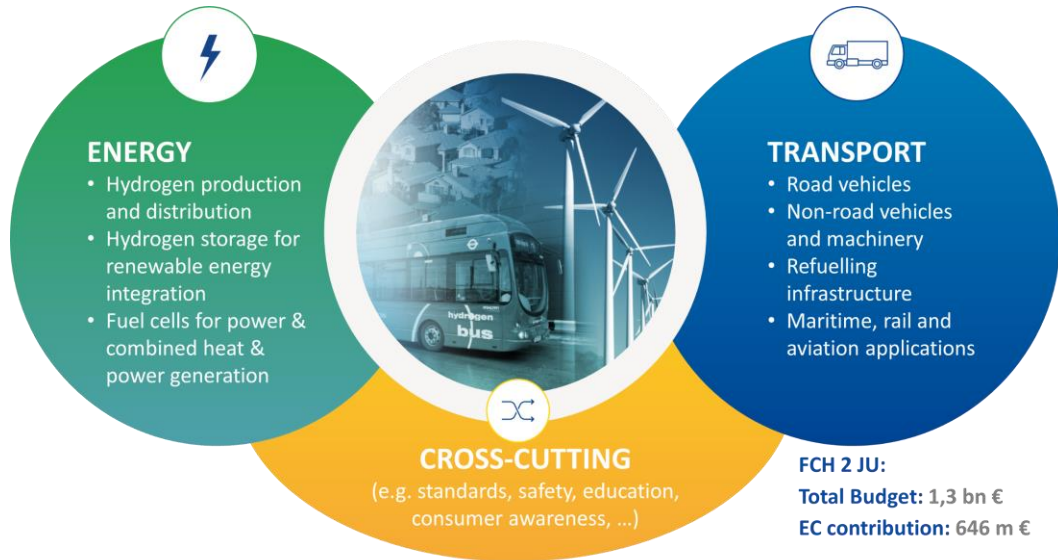 ENERGY
• Hydrogen production
and distribution
• Hydrogen storage for
renewable energy
integration
• Fuel cells for power &
combined heat &
power generation
hydrogen
bus
TRANSPORT
• Road vehicles
• Non-road vehicles
and machinery
• Refuelling
infrastructure
• Maritime, rail and
aviation applications
CROSS-CUTTING
(e.g. standards, safety, education,
consumer awareness, ...)
FCH 2 JU:
Total Budget: 1,3 bn €
EC contribution: 646 m €